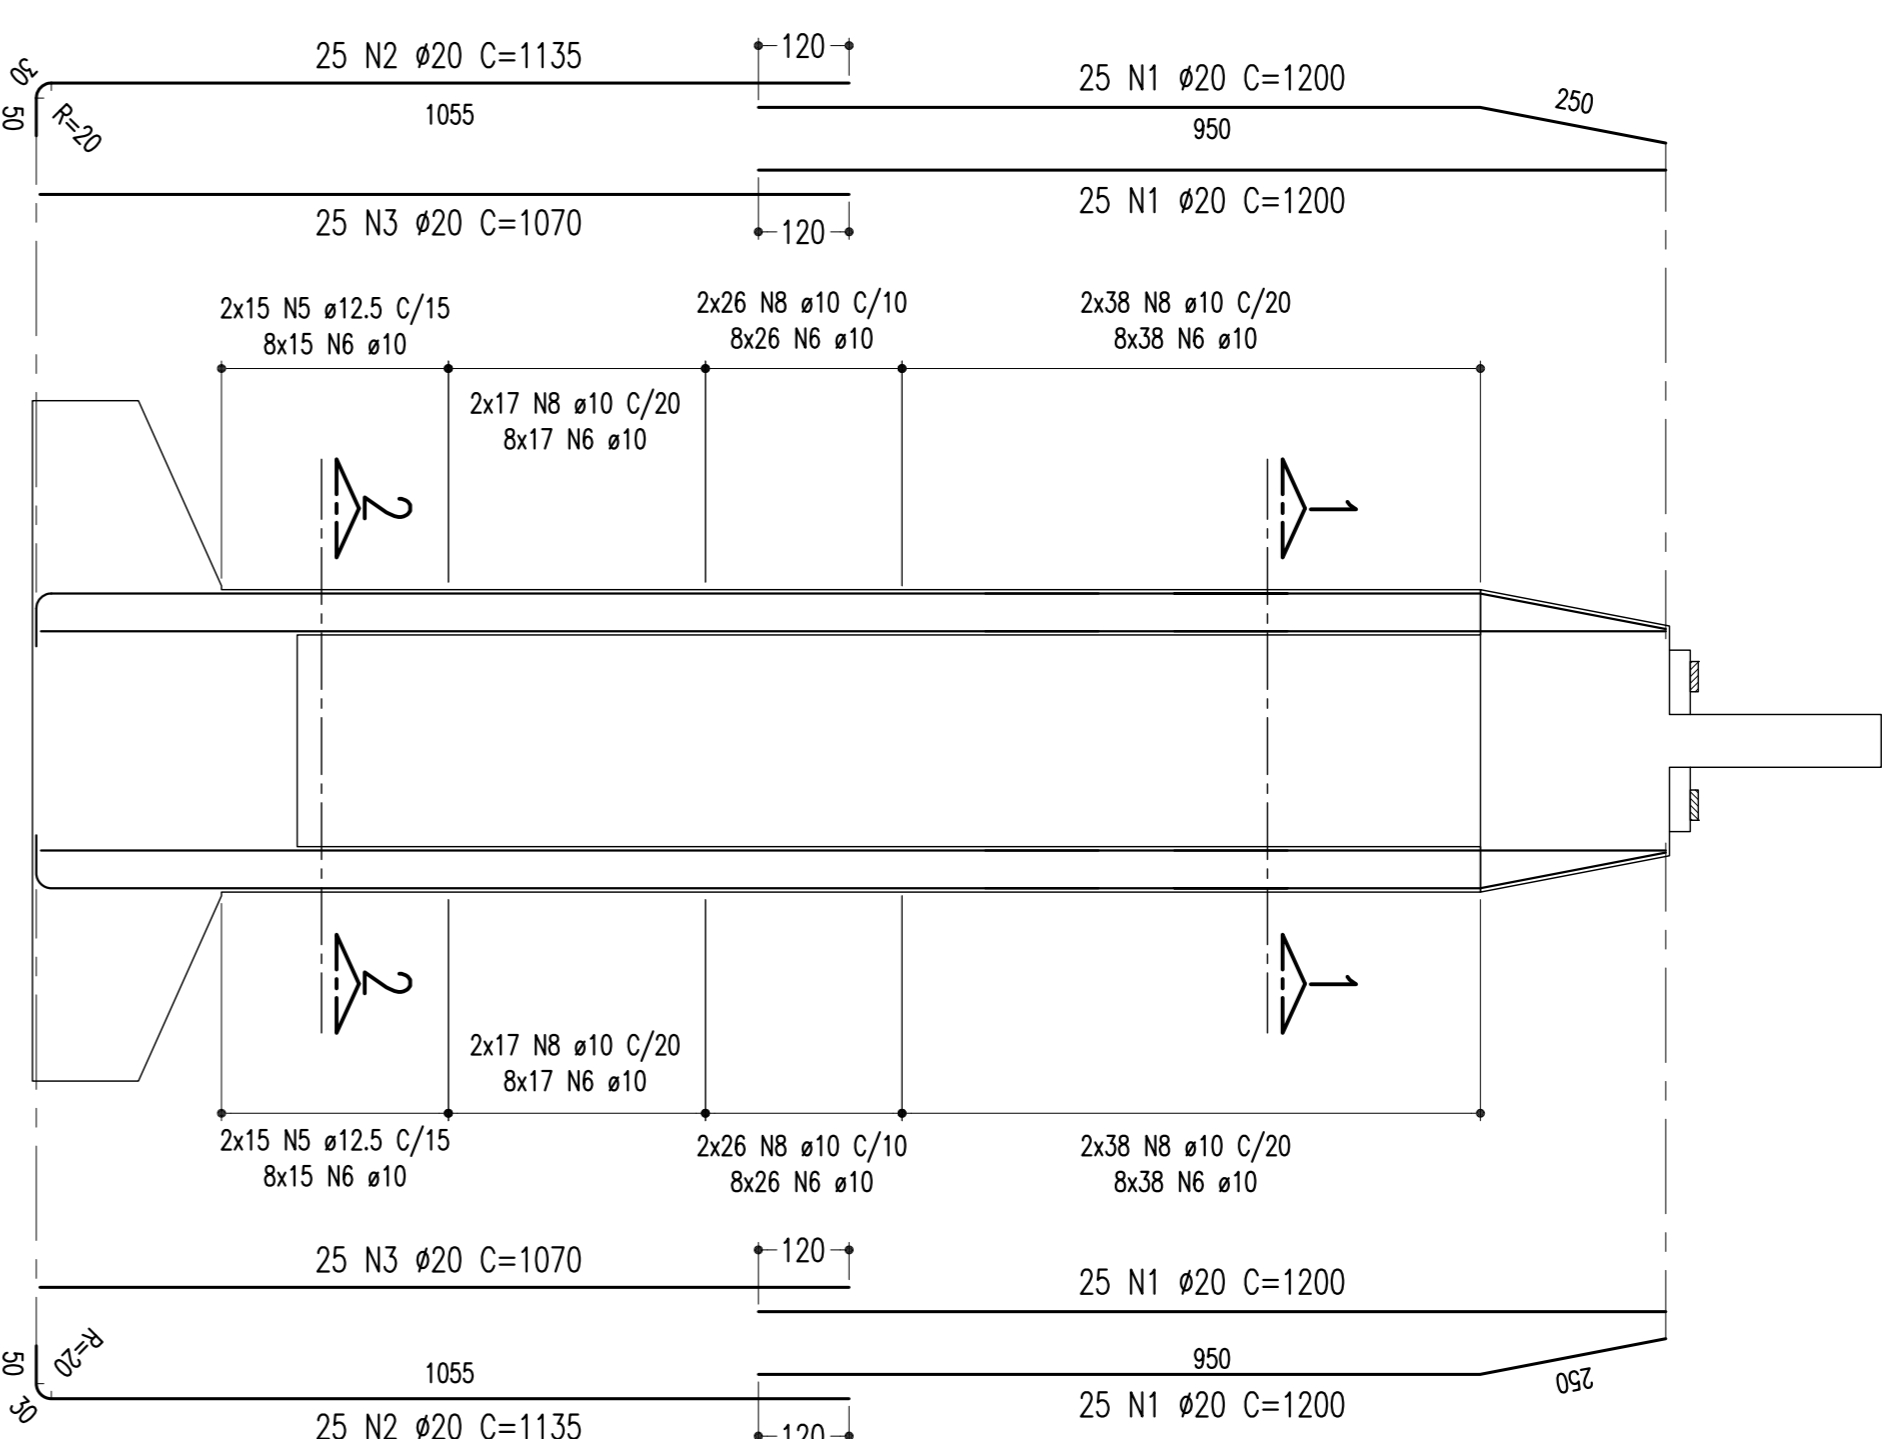 25 N2 ø20 C=1135
120
25 N1 ø20 C=1200
30
50
R=20
1055
950
250
25 N3 ø20 C=1070
120
25 N1 ø20 C=1200
2x15 N5 ø12.5 C/15
8x15 N6 ø10
2x26 N8 ø10 C/10
8x26 N6 ø10
2x38 N8 ø10 C/20
8x38 N6 ø10
2x17 N8 ø10 C/20
8x17 N6 ø10
2
1
2
1
2x17 N8 ø10 C/20
8x17 N6 ø10
2x15 N5 ø12.5 C/15
8x15 N6 ø10
2x26 N8 ø10 C/10
8x26 N6 ø10
2x38 N8 ø10 C/20
8x38 N6 ø10
25 N3 ø20 C=1070
120
25 N1 ø20 C=1200
R=20
50
30
1055
950
250
25 N2 ø20 C=1135
120
25 N1 ø20 C=1200